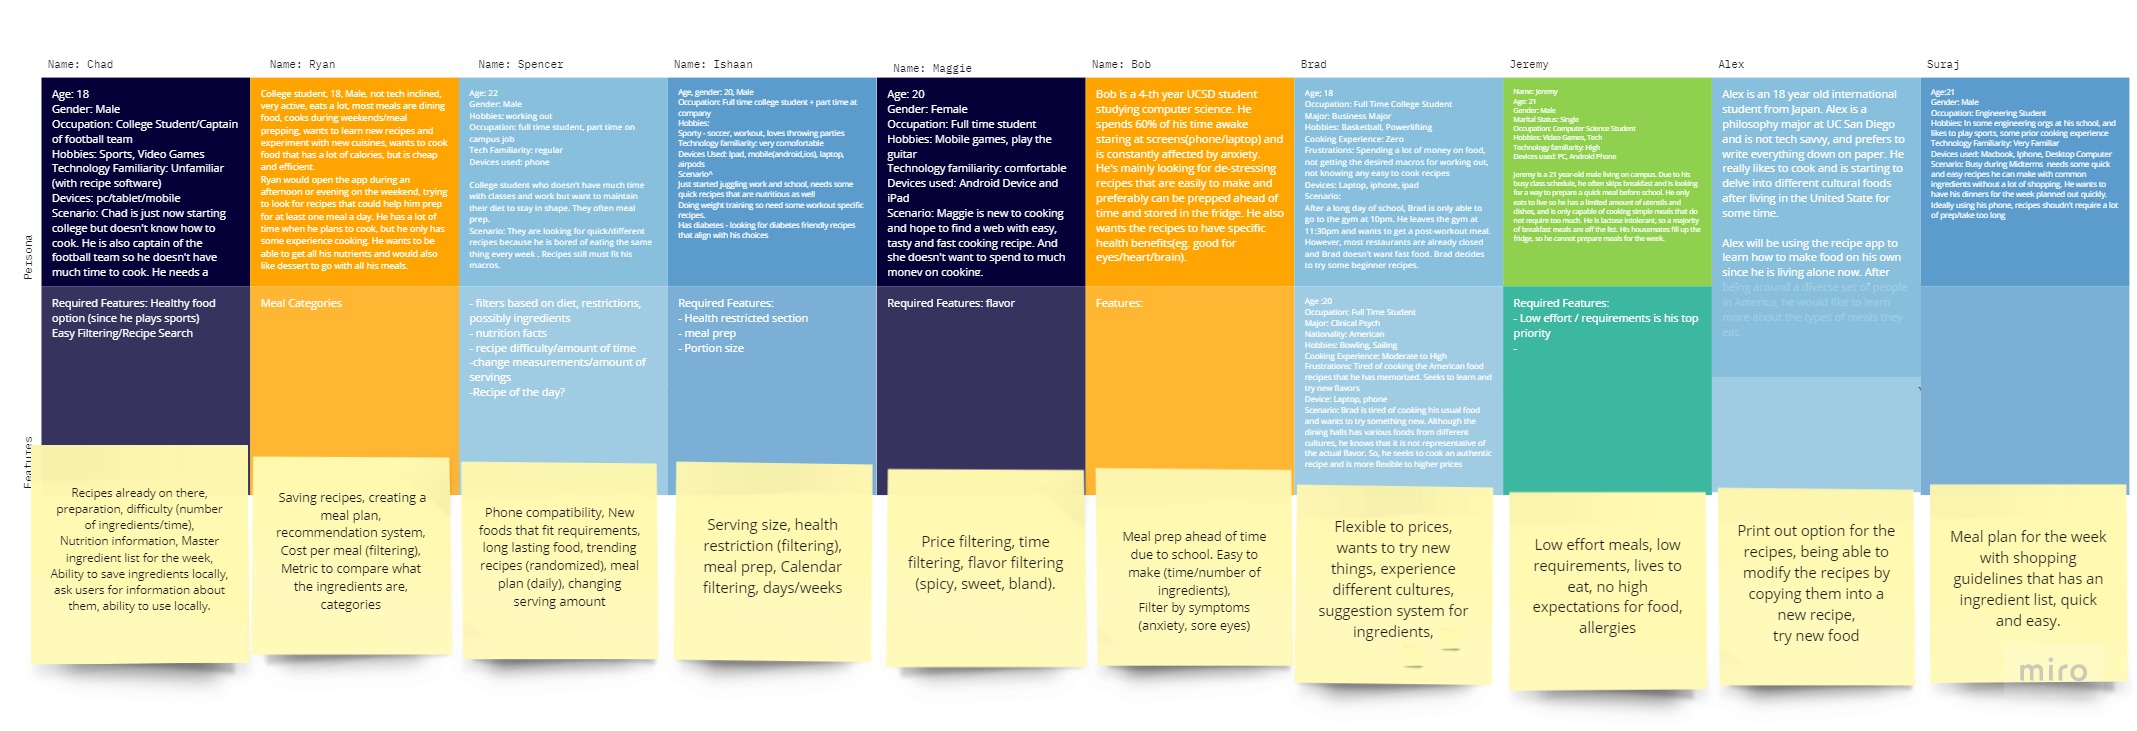 Name: Chad
Name: Ryan
Name: Spencer
Name: Ishaan
Name: Maggie
Name: Bob
Brad
Jeremy
Alex
Suraj
Persona
Age: 18
Gender: Male
Occupation: College Student/Captain
of football team
Hobbies: Sports, Video Games
Technology Familiarity: Unfamiliar
(with recipe software)
Devices: pc/tablet/mobile
Scenario: Chad is just now starting
college but doesn't know how to
cook. He is also captain of the
football team so he doesn't have
much time to cook. He needs a
College student, 18, Male, not tech inclined,
very active, eats a lot, most meals are dining
food, cooks during weekends/meal
prepping, wants to learn new recipes and
experiment with new cuisines, wants to cook
food that has a lot of calories, but is cheap
and efficient.
Ryan would open the app during an
afternoon or evening on the weekend, trying
to look for recipes that could help him prep
for at least one meal a day. He has a lot of
time when he plans to cook, but he only has
some experience cooking. He wants to be
able to get all his nutrients and would also
like dessert to go with all his meals.
Age: 22
Gender: Male
Hobbies: working out
Occupation: full time student, part time on
campus job
Tech Familiarity: regular
Devices used: phone
College student who doesn't have much time
with classes and work but want to maintain
their diet to stay in shape. They often meal
prep.
Scenario: They are looking for quick/different
recipes because he is bored of eating the same
thing every week . Recipes still must fit his
macros.
Age, gender: 20, Male
Occupation: Full time college student + part time at
company
Hobbies:
Sporty - soccer, workout, loves throwing parties
Technology familiarity: very comofortable
Devices Used: Ipad, mobile(android,ios), laptop,
airpods
Scenario^
Just started juggling work and school, needs some
quick recipes that are nutritious as well
Doing weight training so need some workout specific
recipes.
Has diabetes - looking for diabetes friendly recipes
that align with his choices
Age: 20
Gender: Female
Occupation: Full time student
Hobbies: Mobile games, play the
guitar
Technology familiarity: comfortable
Devices used: Android Device and
iPad
Scenario: Maggie is new to cooking
and hope to find a web with easy,
tasty and fast cooking recipe. And
she doesn't want to spend to much
money on cooking.
Bob is a 4-th year UCSD student
studying computer science. He
spends 60% of his time awake
staring at screens(phone/laptop) and
is constantly affected by anxiety.
He's mainly looking for de-stressing
recipes that are easily to make and
preferably can be prepped ahead of
time and stored in the fridge. He also
wants the recipes to have specific
health benefits(eg. good for
eyes/heart/brain).
Age; 18
Occupation: Full Time College Student
Major: Business Major
Hobbies: Basketball, Powerlifting
Cooking Experience: Zero
Frustrations: Spending a lot of money on food,
not getting the desired macros for working out,
not knowing any easy to cook recipes
Devices: Laptop, iphone, ipad
Scenario:
After a long day of school, Brad is only able to
go to the gym at 10pm. He leaves the gym at
11:30pm and wants to get a post-workout meal.
However, most restaurants are already closed
and Brad doesn't want fast food. Brad decides
to try some beginner recipes.
Name: Jeremy
Age: 21
Gender: Male
Marital Status: Single
Occupation: Computer Science Student
Hobbies: Video Games, Tech
Technology Familiarity: High
Devices used: PC, Android Phone
Jeremy is a 21 year-old male living on campus. Due to his
busy class schedule, he often skips breakfast and is looking
for a way to prepare a quick meal before school. He only
eats to live so he has a limited amount of utensils and
dishes, and is only capable of cooking simple meals that do
not require too much. He is lactose intolerant, so a majority
of breakfast meals are off the list. His housemates fill up the
fridge, so he cannot prepare meals for the week.
Alex is an 18 year old international
student from Japan. Alex is a
philosophy major at UC San Diego
and is not tech savvy, and prefers to
write everything down on paper. He
really likes to cook and is starting to
delve into different cultural foods
after living in the United State for
some time.
Alex will be using the recipe app to
learn how to make food on his own
since he is living alone now. After
being around a diverse set of people
in America, he would like to learn
more about the types of meals they
eat.
Age:21
Gender: Male
Occupation: Engineering Student
Hobbies: In some engineering orgs at his school, and
likes to play sports, some prior cooking experience
Technology Familiarity: Very Familiar
Devices used: Macbook, Iphone, Desktop Computer
Scenario: Busy during Midterms needs some quick
and easy recipes he can make with common
ingredients without a lot of shopping. He wants to
have his dinners for the week planned out quickly.
Ideally using his phone, recipes shouldn't require a lot
of prep/take too long
Features
Required Features: Healthy food
option (since he plays sports)
Easy Filtering/Recipe Search
Meal Categories
- filters based on diet, restrictions,
possibly ingredients
- nutrition facts
- recipe difficulty/amount of time
-change measurements/amount of
servings
-Recipe of the day?
Required Features:
- Health restricted section
- meal prep
- Portion size
Required Features: flavor
Features:
Age :20
Occupation: Full Time Student
Major: Clinical Psych
Nationality: American
Hobbies: Bowling, Sailing
Cooking Experience: Moderate to High
Frustrations: Tired of cooking the American food
recipes that he has memorized. Seeks to learn and
try new flavors
Device: Laptop, phone
Scenario: Brad is tired of cooking his usual food
and wants to try something new. Although the
dining halls has various foods from different
cultures, he knows that it is not representative of
the actual flavor. So, he seeks to cook an authentic
recipe and is more flexible to higher prices
Required Features:
- Low effort / requirements is his top
priority
-
Recipes already on there,
preparation, difficulty (number
of ingredients/time),
Nutrition information, Master
ingredient list for the week,
Ability to save ingredients locally,
ask users for information about
them, ability to use locally.
Saving recipes, creating a
meal plan,
recommendation system,
Cost per meal (filtering),
Metric to compare what
the ingredients are,
categories
Phone compatibility, New
foods that fit requirements,
long lasting food, trending
recipes (randomized), meal
plan (daily), changing
serving amount
Serving size, health
restriction (filtering),
meal prep, Calendar
filtering, days/weeks
Price filtering, time
filtering, flavor filtering
(spicy, sweet, bland).
Meal prep ahead of time
due to school. Easy to
make (time/number of
ingredients),
Filter by symptoms
(anxiety, sore eyes)
Flexible to prices,
wants to try new
things, experience
different cultures,
suggestion system for
ingredients,
Low effort meals, low
requirements, lives to
eat, no high
expectations for food,
allergies
Print out option for the
recipes, being able to
modify the recipes by
copying them into a
new recipe,
try new food
Meal plan for the week
with shopping
guidelines that has an
ingredient list, quick
and easy.
miro